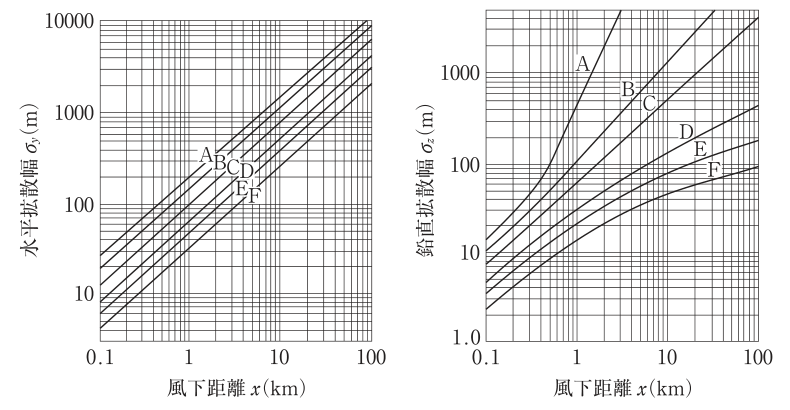 水平拡散幅 σy(m)
10000
1000
100
10
A B C D
E F
0.1 1 10 100
風下距離 x(km)
鉛直拡散幅 σz(m)
1000
100
10
1.0
A
B
C
D
E
F
0.1 1 10 100
風下距離 x(km)